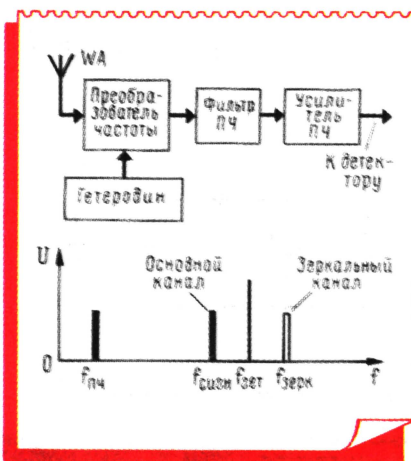 WA
Преобра-
зователь
частоты
Фильтр
ПЧ
Усили-
тель
ПЧ
К детек-
тору
Гетеродин
U
Основной
канал
Зеркальный
канал
0
fпч
fсигн
fгет
fзерк
f